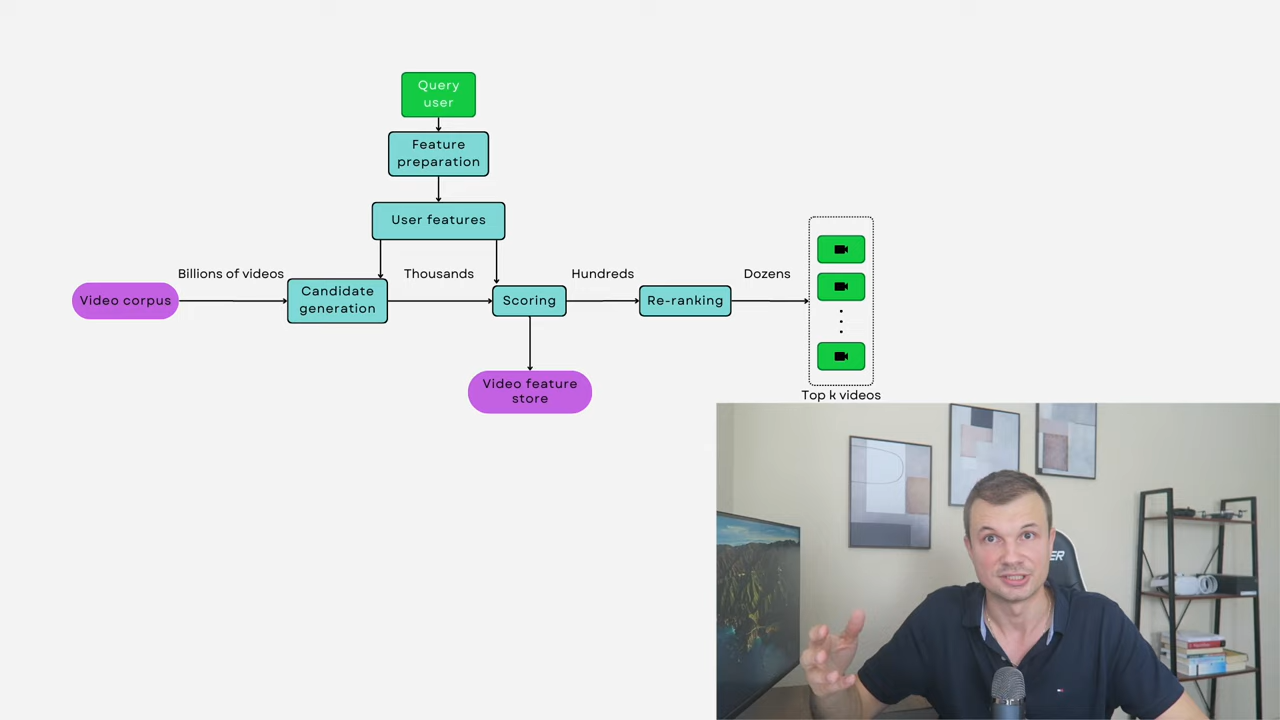 Query
user
Feature
preparation
User features
Billions of videos
Thousands
Hundreds
Dozens
Video corpus
Candidate
generation
Scoring
Re-ranking
Video feature
store
Top k videos
ER